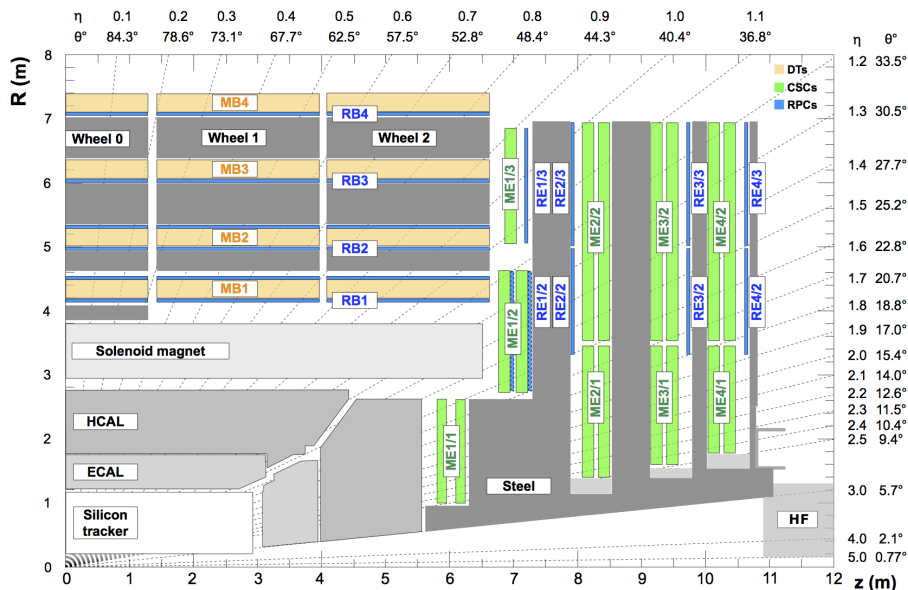 η 0.1 0.2 0.3 0.4 0.5 0.6 0.7 0.8 0.9 1.0 1.1
θ° 84.3° 78.6° 73.1° 67.7° 62.5° 57.5° 52.8° 48.4° 44.3° 40.4° 36.8° η θ°
R (m)
8
7
6
5
4
3
2
1
0
1.2 33.5°
1.3 30.5°
1.4 27.7°
1.5 25.2°
1.6 22.8°
1.7 20.7°
1.8 18.8°
1.9 17.0°
2.0 15.4°
2.1 14.0°
2.2 12.6°
2.3 11.5°
2.4 10.4°
2.5 9.4°
3.0 5.7°
4.0 2.1°
5.0 0.77°
DTs
CSCs
RPCs
MB4
RB4
Wheel 0 Wheel 1 Wheel 2
MB3
RB3
MB2
RB2
MB1
RB1
ME1/3
RE1/3
RE2/3
ME2/2
ME3/2
RE3/3
ME4/2
RE4/3
ME1/2
RE1/2
RE2/2
RE3/2
RE4/2
Solenoid magnet
HCAL
ECAL
Silicon
tracker
ME1/1
ME2/1
ME3/1
ME4/1
Steel
HF
0 1 2 3 4 5 6 7 8 9 10 11 12
z (m)